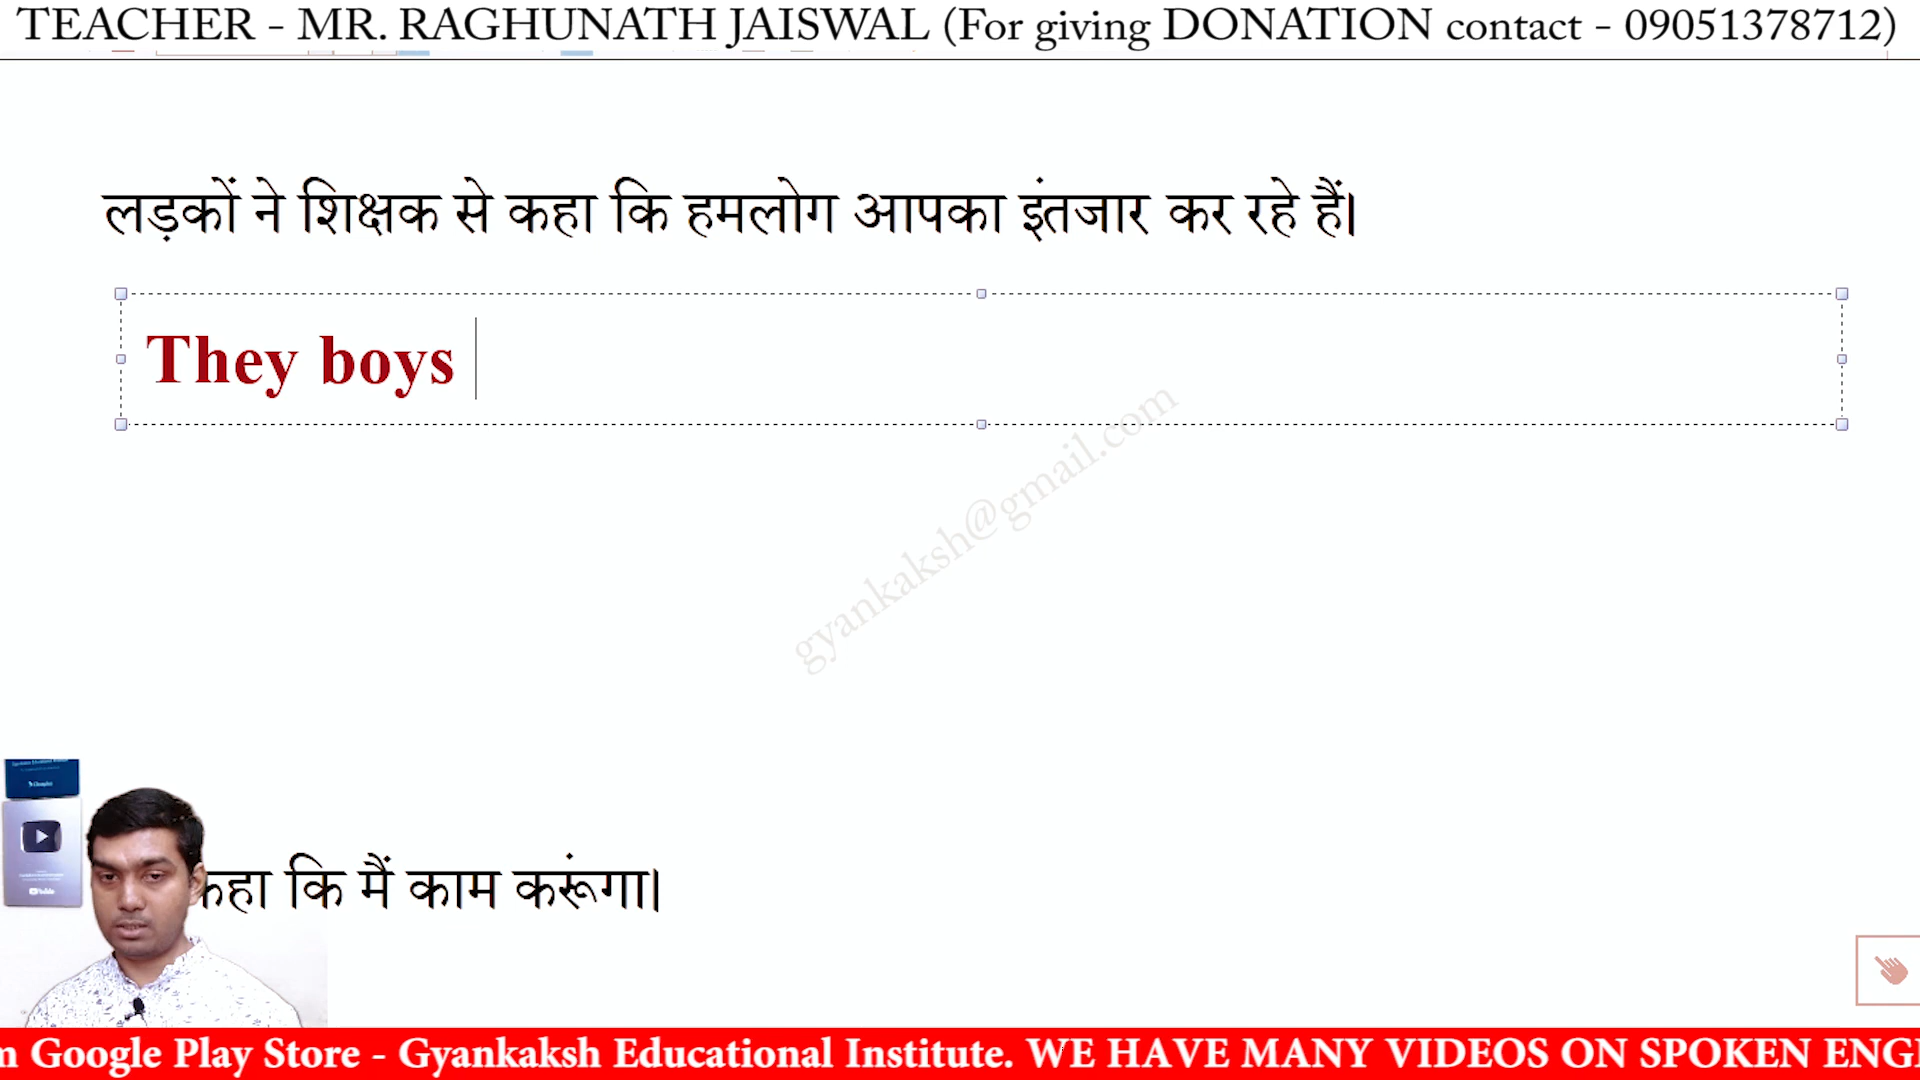 TEACHER - MR. RAGHUNATH JAISWAL (For giving DONATION contact - 09051378712)
लड़कों ने शिक्षक से कहा कि हमलोग आपका इंतजार कर रहे हैं।
They boys
gyankaksh@gmail.com
कहा कि मैं काम करूंगा।
Google Play Store - Gyankaksh Educational Institute. WE HAVE MANY VIDEOS ON SPOKEN